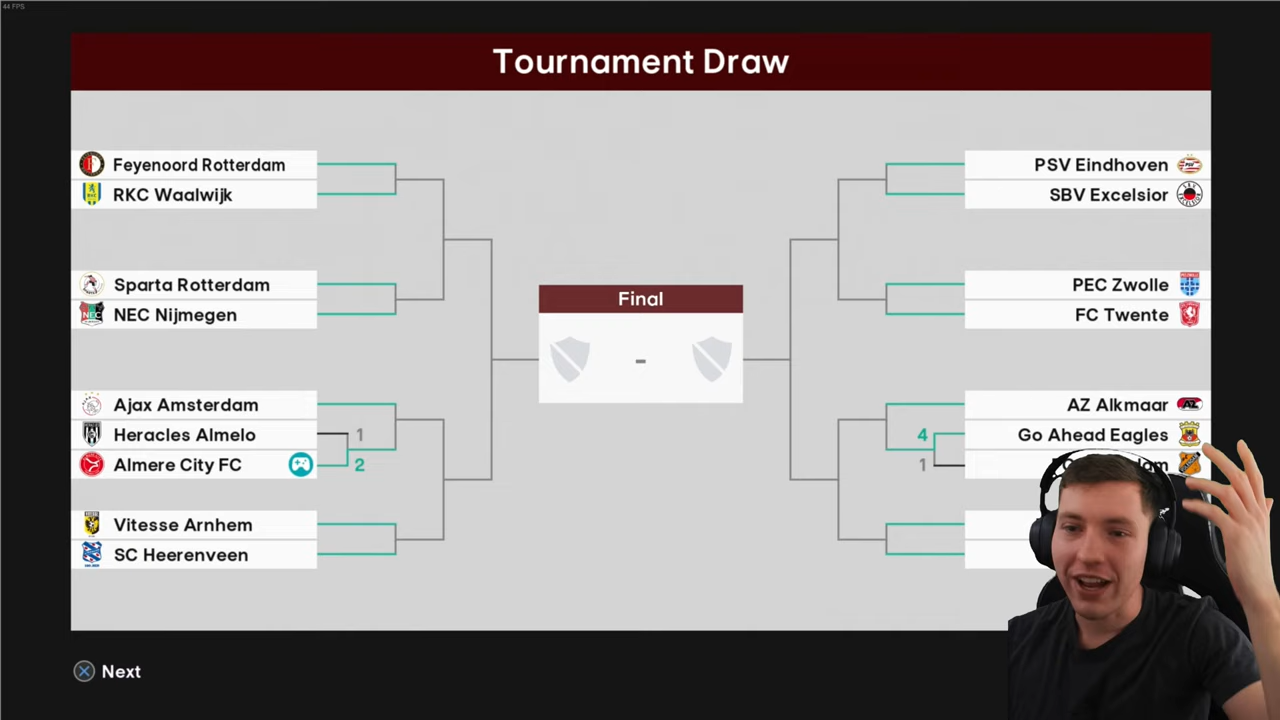 44 FPS
Tournament Draw
Feyenoord Rotterdam
RKC Waalwijk
Sparta Rotterdam
NEC Nijmegen
Ajax Amsterdam
Heracles Almelo 1
Almere City FC 2
Vitesse Arnhem
SC Heerenveen
Final
-
PSV Eindhoven
SBV Excelsior
PEC Zwolle
FC Twente
AZ Alkmaar
4 Go Ahead Eagles
1
Next